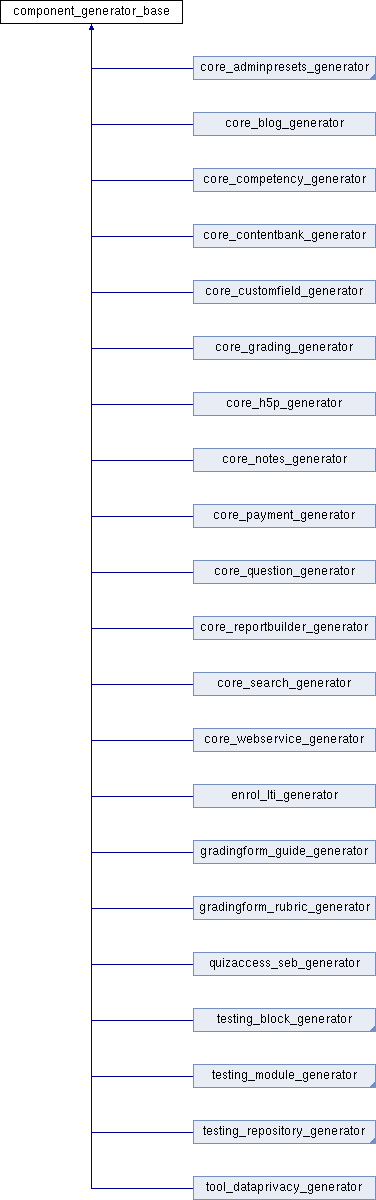 component_generator_base
core_adminpresets_generator
core_blog_generator
core_competency_generator
core_contentbank_generator
core_customfield_generator
core_grading_generator
core_h5p_generator
core_notes_generator
core_payment_generator
core_question_generator
core_reportbuilder_generator
core_search_generator
core_webservice_generator
enrol_lti_generator
gradingform_guide_generator
gradingform_rubric_generator
quizaccess_seb_generator
testing_block_generator
testing_module_generator
testing_repository_generator
tool_dataprivacy_generator